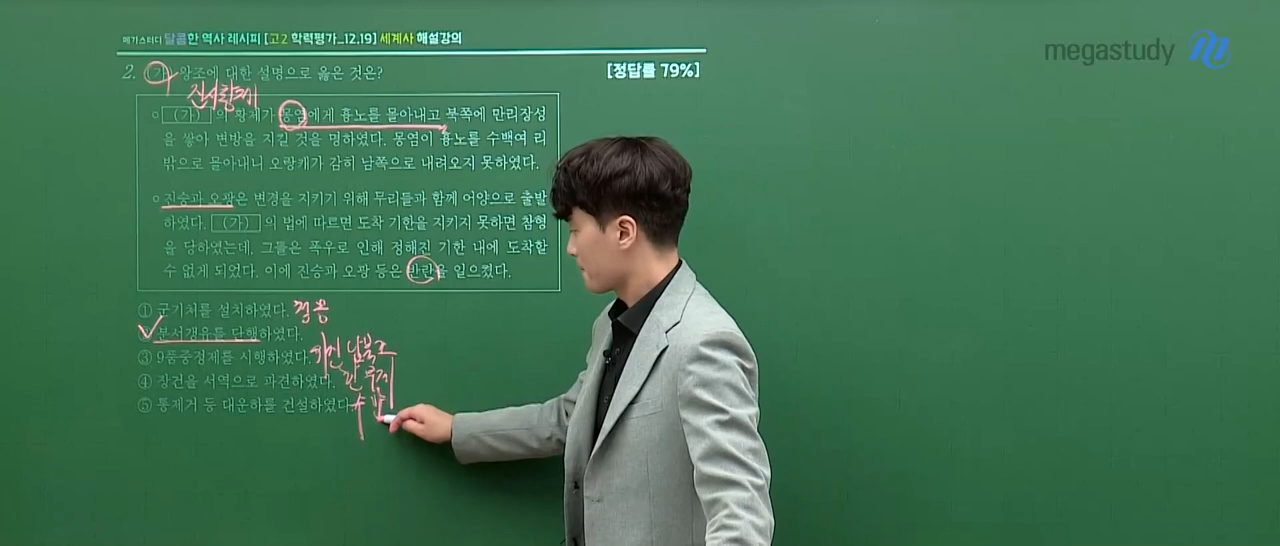 메가스터디 달콤한 역사 레시피 [고2 학력평가_12.19] 세계사 해설강의
megastudy
2. (가) 왕조에 대한 설명으로 옳은 것은? [정답률 79%]
진시황제
○ (가) 의 황제가 몽염에게 흉노를 몰아내고 북쪽에 만리장성
을 쌓아 변방을 지킬 것을 명하였다. 몽염이 흉노를 수백여 리
밖으로 몰아내니 오랑캐가 감히 남쪽으로 내려오지 못하였다.
○ 진승과 오광은 변경을 지키기 위해 무리들과 함께 어양으로 출발
하였다. (가) 의 법에 따르면 도착 기한을 지키지 못하면 참형
을 당하였는데, 그들은 폭우로 인해 정해진 기한 내에 도착할
수 없게 되었다. 이에 진승과 오광 등은 반란을 일으켰다.
① 군기처를 설치하였다.
② 분서갱유를 단행하였다.
③ 9품중정제를 시행하였다. 위진 남북조
④ 장건을 서역으로 파견하였다. 한 무제
⑤ 통제거 등 대운하를 건설하였다. 수